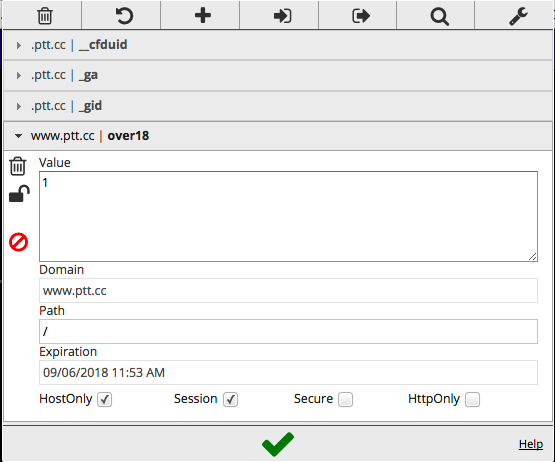 .ptt.cc | __cfduid
.ptt.cc | _ga
.ptt.cc | _gid
www.ptt.cc | over18
Value
1
Domain
www.ptt.cc
Path
/
Expiration
09/06/2018 11:53 AM
HostOnly Session Secure HttpOnly
Help